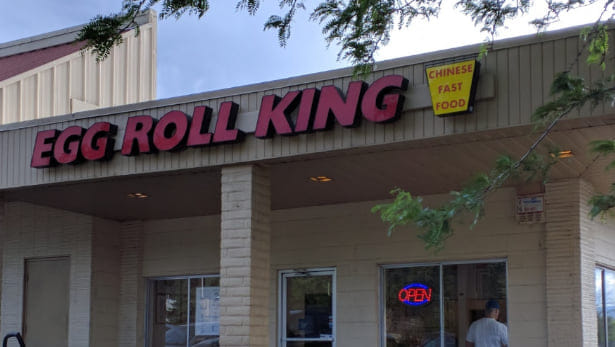 EGG ROLL KING
CHINESE
FAST
FOOD
OPEN